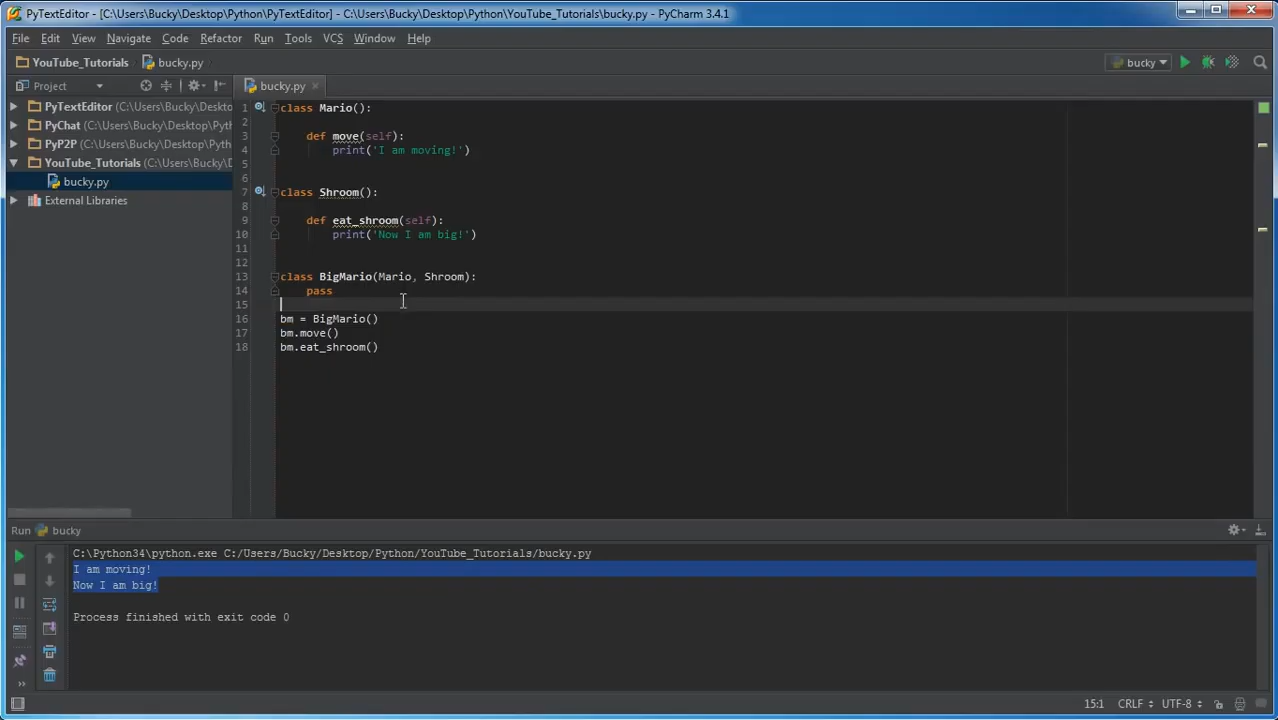 PyTextEditor - [C:\Users\Bucky\Desktop\Python\PyTextEditor] - C:\Users\Bucky\Desktop\Python\YouTube_Tutorials\bucky.py - PyCharm 3.4.1
File Edit View Navigate Code Refactor Run Tools VCS Window Help
YouTube_Tutorials bucky.py bucky
Project bucky.py
PyTextEditor (C:\Users\Bucky\Deskto
PyChat (C:\Users\Bucky\Desktop\Pyth
PyP2P (C:\Users\Bucky\Desktop\Pyth
YouTube_Tutorials (C:\Users\Bucky\D
bucky.py
External Libraries
1 class Mario():
2
3 def move(self):
4 print('I am moving!')
5
6
7 class Shroom():
8
9 def eat_shroom(self):
10 print('Now I am big!')
11
12
13 class BigMario(Mario, Shroom):
14 pass
15
16 bm = BigMario()
17 bm.move()
18 bm.eat_shroom()
Run bucky
C:\Python34\python.exe C:/Users/Bucky/Desktop/Python/YouTube_Tutorials/bucky.py
I am moving!
Now I am big!
Process finished with exit code 0
15:1 CRLF UTF-8